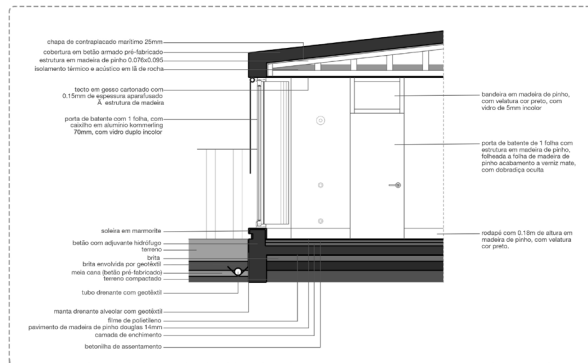 chapa de contraplacado marítimo 25mm
cobertura em betão armado pré-fabricado
estrutura em madeira de pinho 0.076x0.095
isolamento térmico e acústico em lã de rocha
tecto em gesso cartonado com
0.15mm de espessura aparafusado
À estrutura de madeira
porta de batente com 1 folha, com
caixilho em alumínio kommerling
70mm, com vidro duplo incolor
soleira em marmorite
betão com adjuvante hidrófugo
terreno
brita
brita envolvida por geotêxtil
meia cana (betão pré-fabricado)
terreno compactado
tubo drenante com geotêxtil
manta drenante alveolar com geotêxtil
filme de polietileno
pavimento de madeira de pinho douglas 14mm
camada de enchimento
betonilha de assentamento
bandeira em madeira de pinho,
com velatura cor preto, com
vidro de 5mm incolor
porta de batente de 1 folha com
estrutura em madeira de pinho,
folheada a folha de madeira de
pinho acabamento a verniz mate,
com dobradiça oculta
rodapé com 0.18m de altura em
madeira de pinho, com velatura
cor preto.